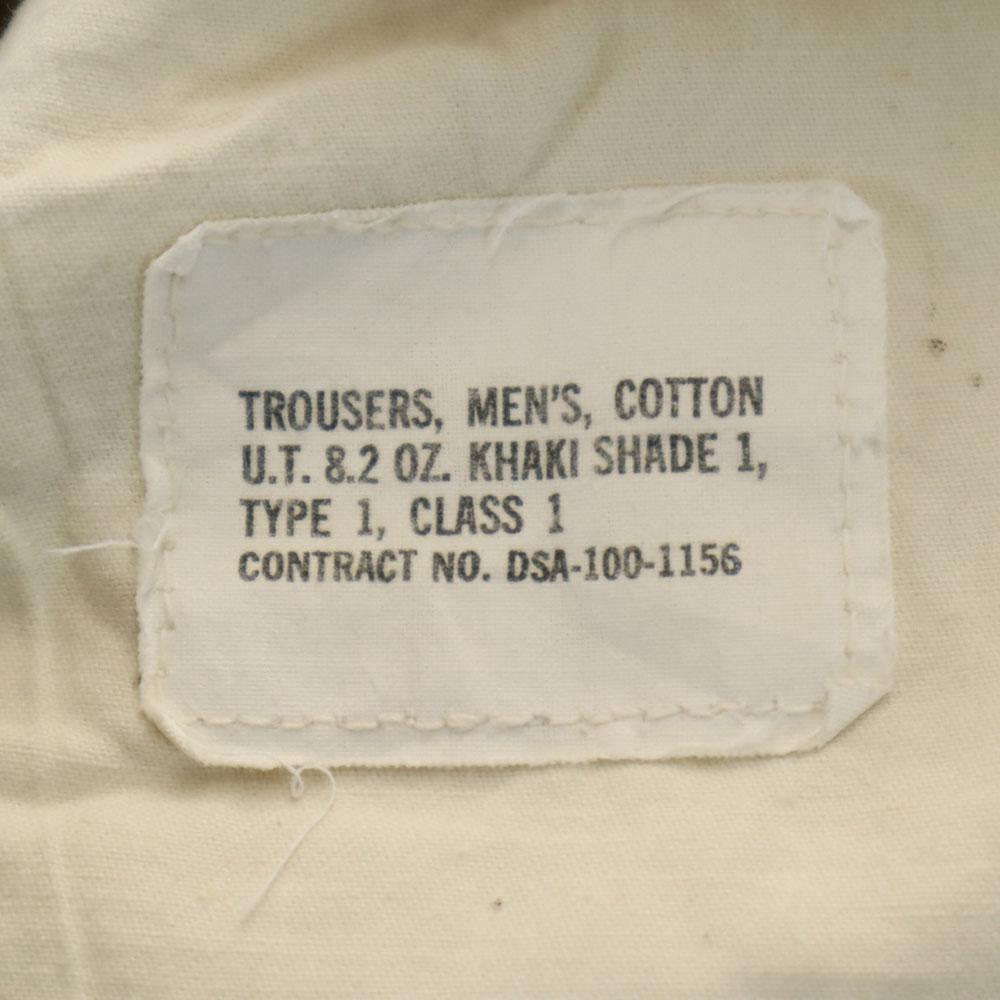 TROUSERS, MEN'S, COTTON
U.T. 8.2 OZ. KHAKI SHADE 1,
TYPE 1, CLASS 1
CONTRACT NO. DSA-100-1156